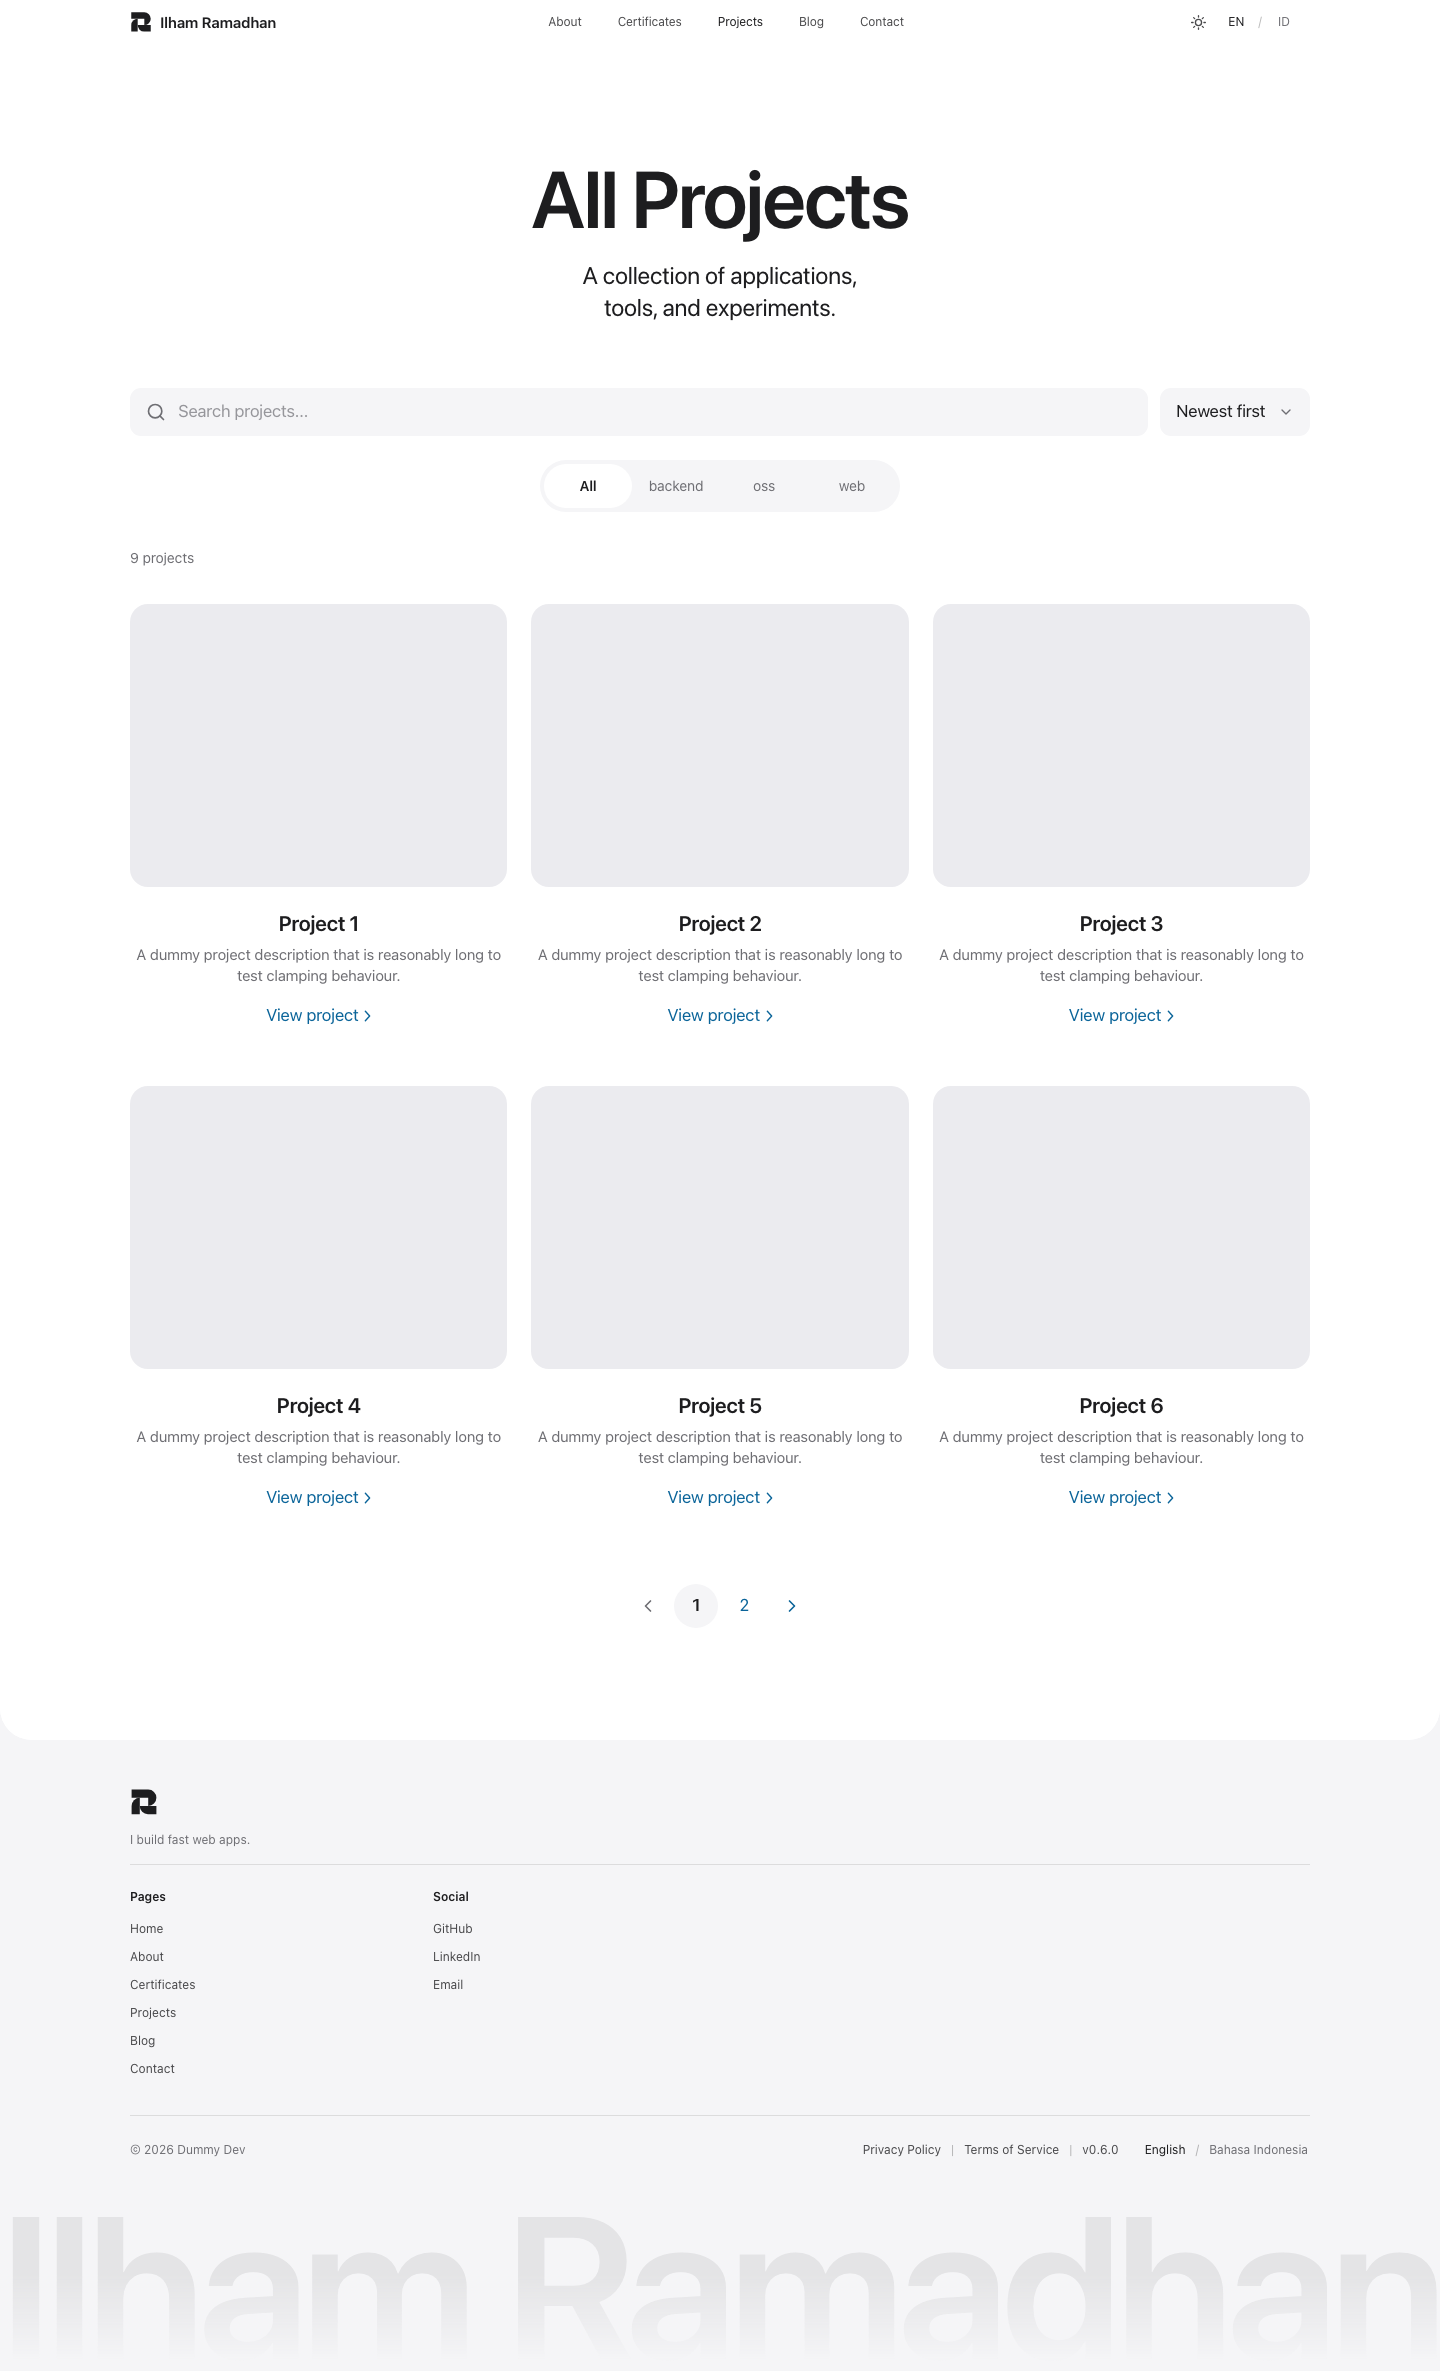 Ilham Ramadhan
About Certificates Projects Blog Contact
EN / ID
All Projects
A collection of applications,
tools, and experiments.
Search projects...
Newest first
All backend oss web
9 projects
Project 1
A dummy project description that is reasonably long to
test clamping behaviour.
View project
Project 2
A dummy project description that is reasonably long to
test clamping behaviour.
View project
Project 3
A dummy project description that is reasonably long to
test clamping behaviour.
View project
Project 4
A dummy project description that is reasonably long to
test clamping behaviour.
View project
Project 5
A dummy project description that is reasonably long to
test clamping behaviour.
View project
Project 6
A dummy project description that is reasonably long to
test clamping behaviour.
View project
1 2
I build fast web apps.
Pages
Home
About
Certificates
Projects
Blog
Contact
Social
GitHub
LinkedIn
Email
© 2026 Dummy Dev
Privacy Policy | Terms of Service | v0.6.0 English / Bahasa Indonesia
Ilham Ramadhan